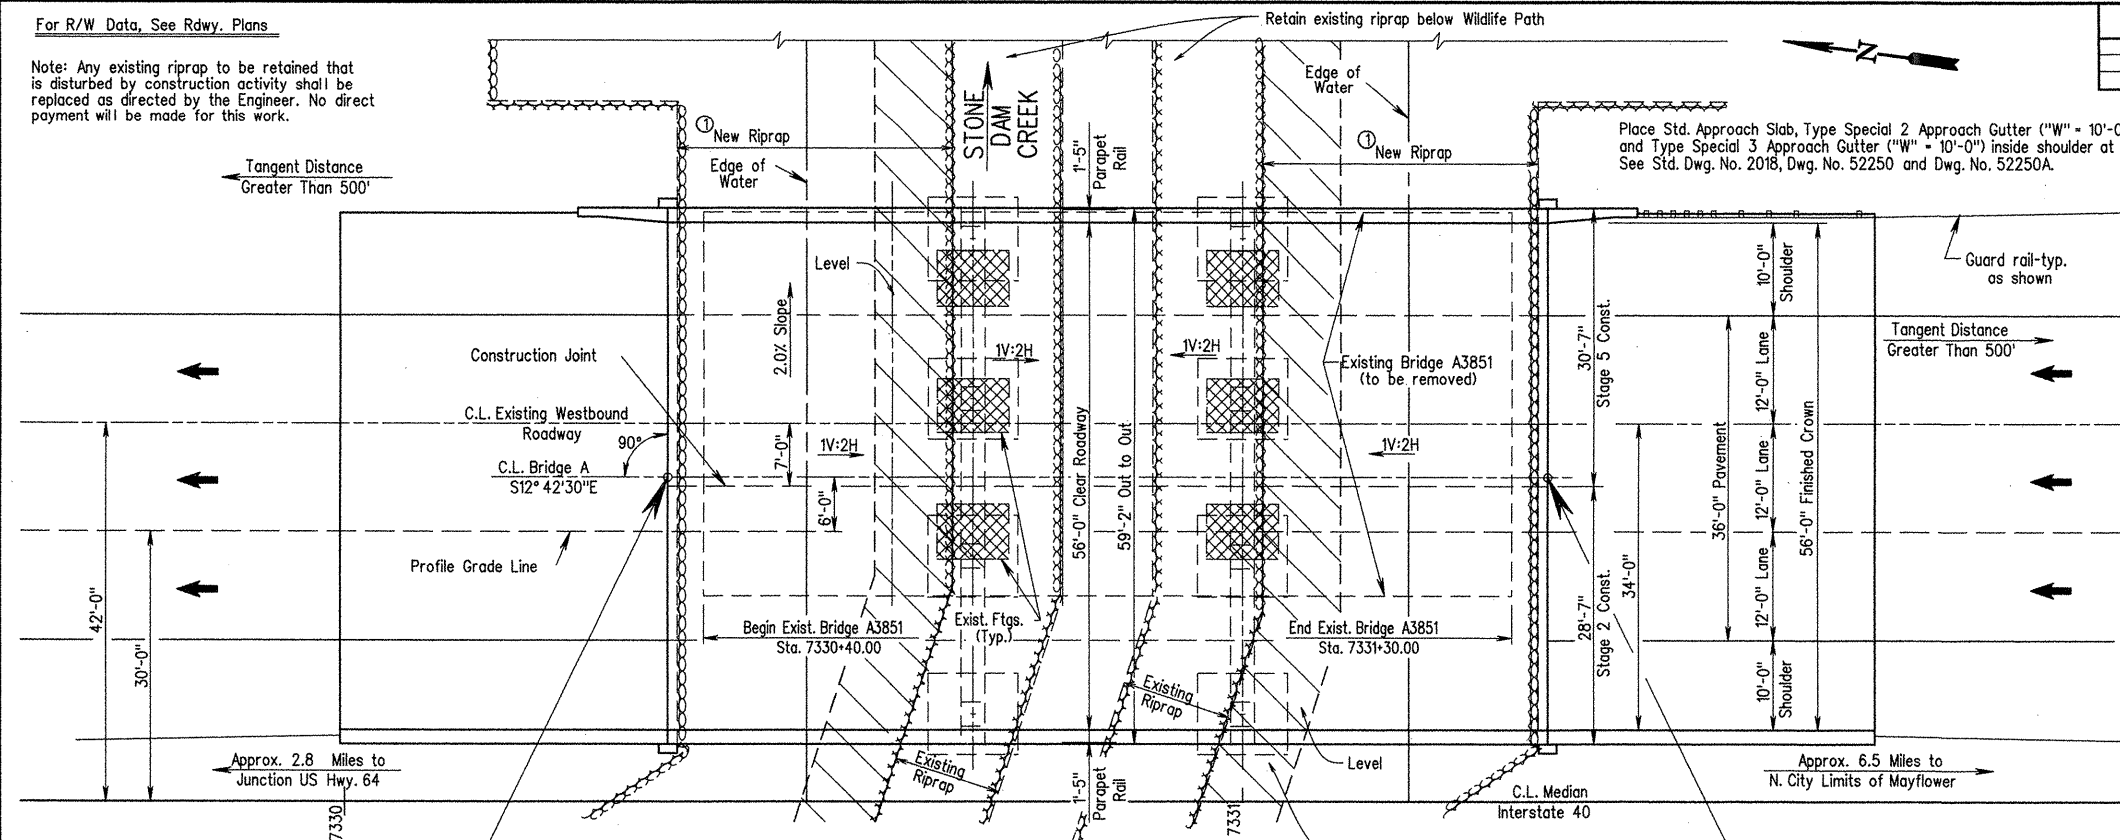 For R/W Data, See Rdwy. Plans
Note: Any existing riprap to be retained that
is disturbed by construction activity shall be
replaced as directed by the Engineer. No direct
payment will be made for this work.
Retain existing riprap below Wildlife Path
N
Place Std. Approach Slab, Type Special 2 Approach Gutter ("W" = 10'-0
and Type Special 3 Approach Gutter ("W" = 10'-0") inside shoulder at
See Std. Dwg. No. 2018, Dwg. No. 52250 and Dwg. No. 52250A.
Tangent Distance
Greater Than 500'
1
New Riprap
Edge of
Water
STONE
DAM
CREEK
1'-5"
Parapet
Rail
Edge of
Water
1
New Riprap
Level
2.0% Slope
Construction Joint
C.L. Existing Westbound
Roadway
90°
C.L. Bridge A
S12° 42'30"E
7'-0"
6'-0"
1V:2H
1V:2H
1V:2H
1V:2H
Existing Bridge A3851
(to be removed)
56'-0" Clear Roadway
59'-2" Out to Out
30'-7"
Stage 5 Const.
28'-7"
Stage 2 Const.
34'-0"
36'-0" Pavement
10'-0"
Shoulder
12'-0" Lane
12'-0" Lane
12'-0" Lane
10'-0"
Shoulder
56'-0" Finished Crown
Guard rail-typ.
as shown
Tangent Distance
Greater Than 500'
Profile Grade Line
42'-0"
30'-0"
Begin Exist. Bridge A3851
Sta. 7330+40.00
Exist. Ftgs.
(Typ.)
End Exist. Bridge A3851
Sta. 7331+30.00
Existing
Riprap
Existing
Riprap
Level
Approx. 2.8 Miles to
Junction US Hwy. 64
1'-5"
Parapet
Rail
Approx. 6.5 Miles to
N. City Limits of Mayflower
C.L. Median
Interstate 40
7330
7331